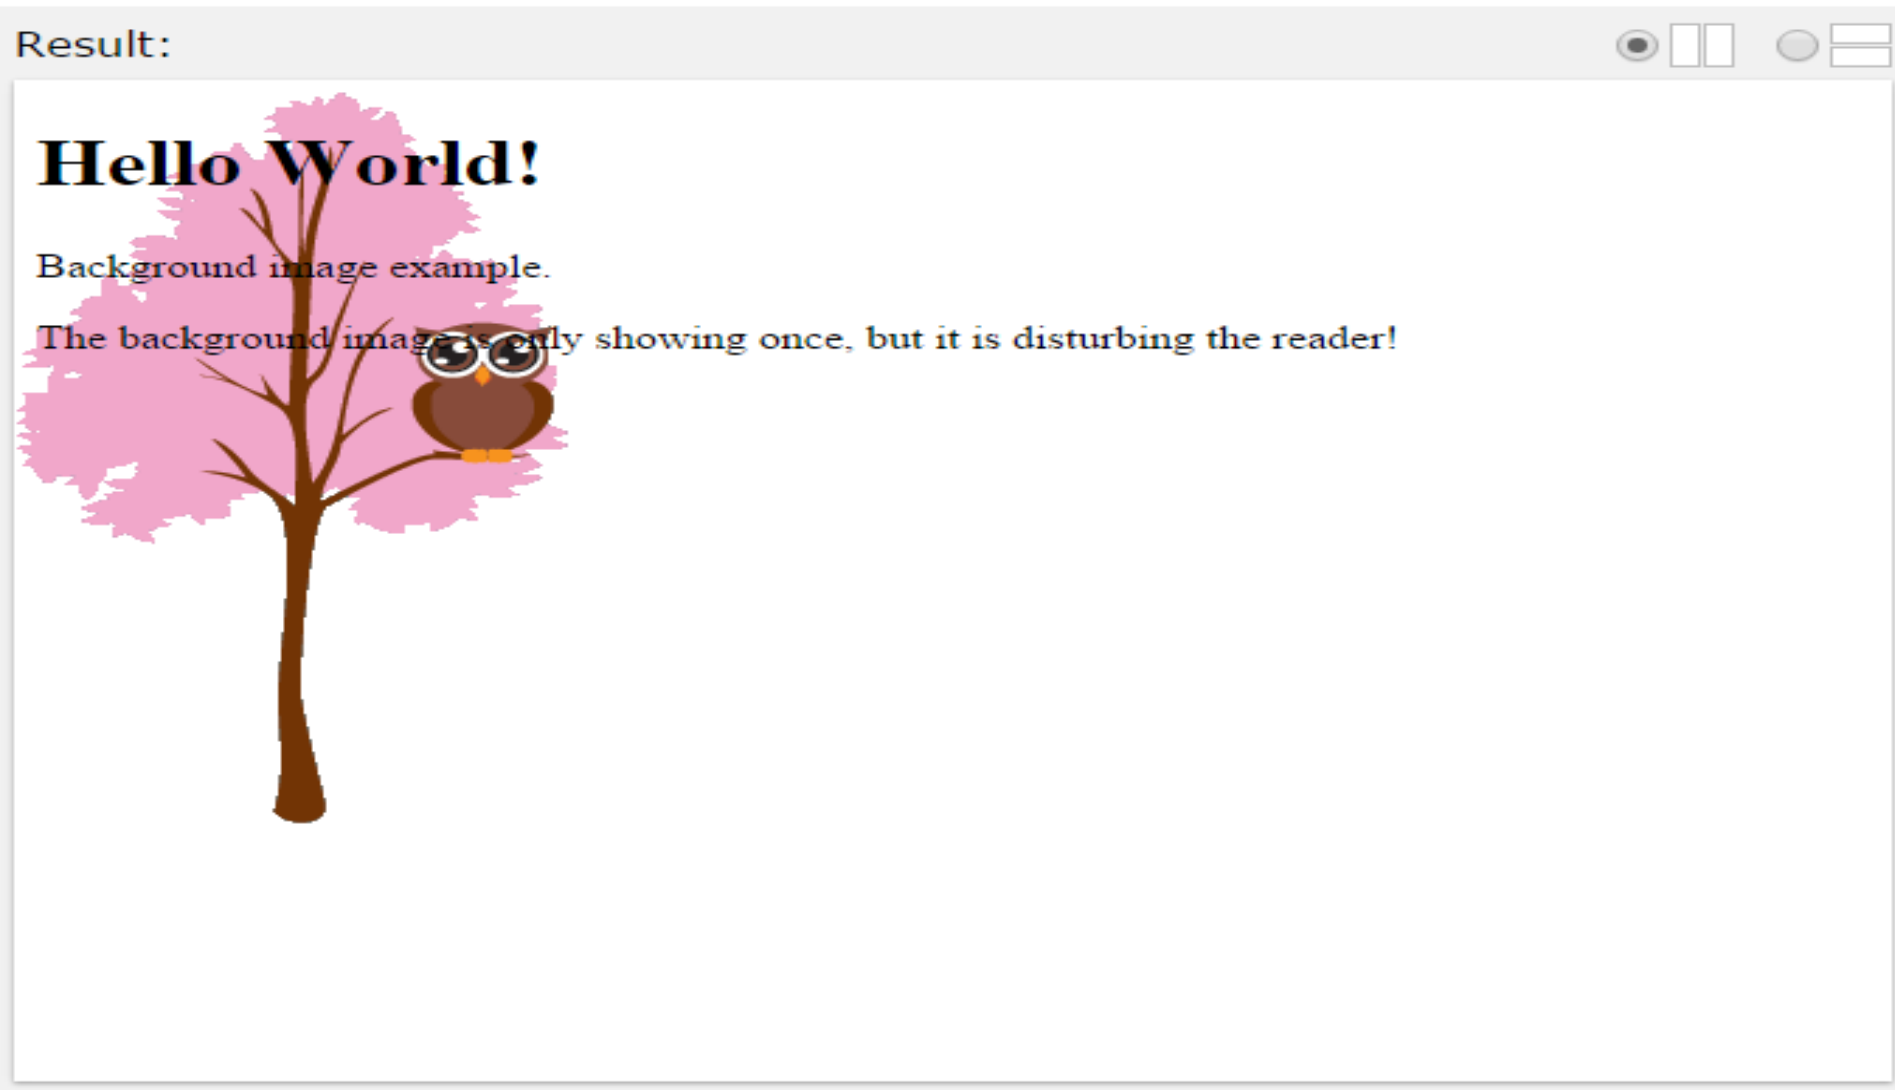 Result:
Hello World!
Background image example.
The background image is only showing once, but it is disturbing the reader!